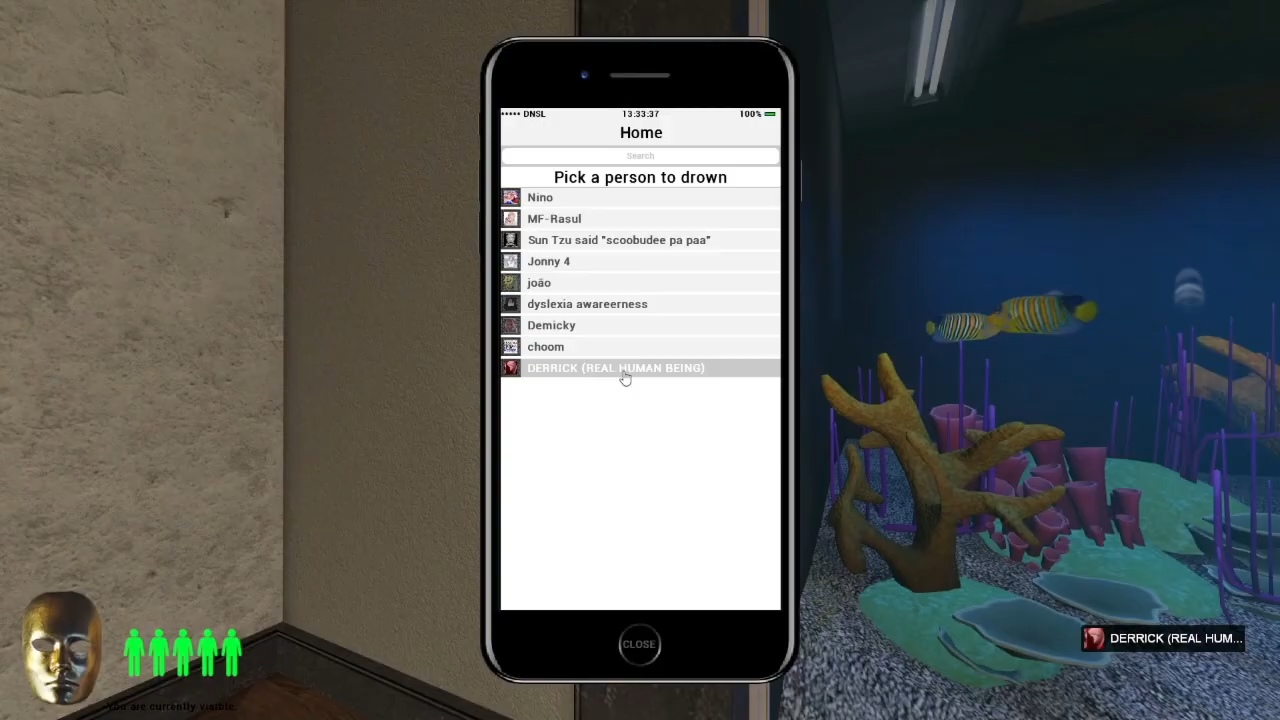 ••••• DNSL 13:33:37 100%
Home
Search
Pick a person to drown
Nino
MF-Rasul
Sun Tzu said "scoobudee pa paa"
Jonny 4
joão
dyslexia awareerness
Demicky
choom
DERRICK (REAL HUMAN BEING)
CLOSE
DERRICK (REAL HUM...
You are currently visible.